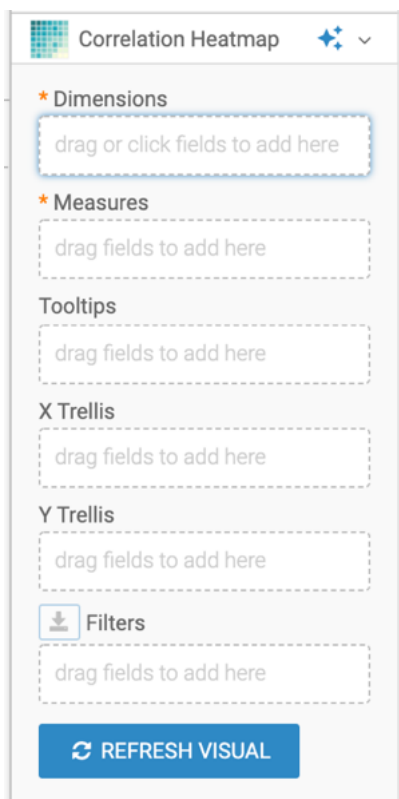 Correlation Heatmap
* Dimensions
drag or click fields to add here
* Measures
drag fields to add here
Tooltips
drag fields to add here
X Trellis
drag fields to add here
Y Trellis
drag fields to add here
Filters
drag fields to add here
REFRESH VISUAL